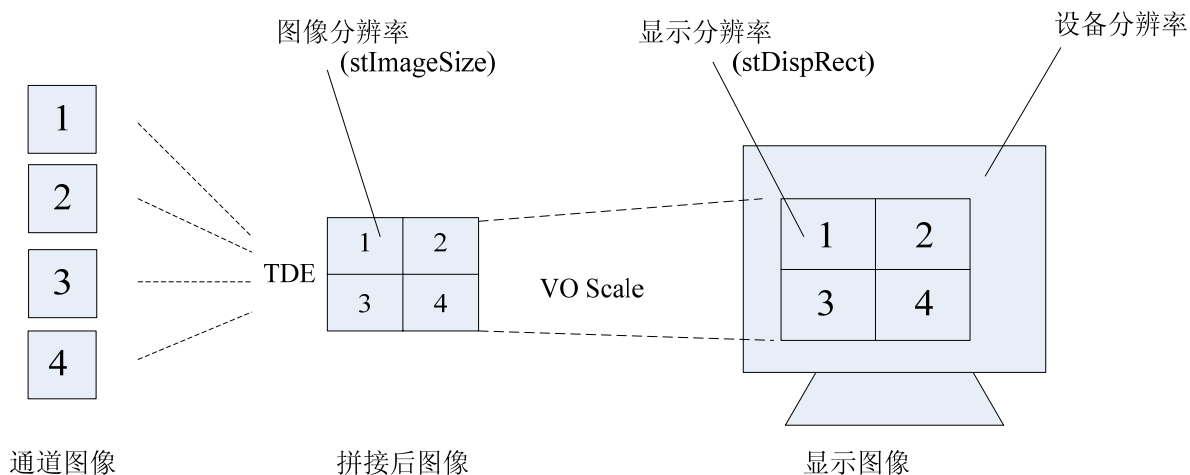 图像分辨率
(stImageSize)
显示分辨率
(stDispRect)
设备分辨率
1
2
3
4
TDE
1 2
3 4
VO Scale
1 2
3 4
通道图像
拼接后图像
显示图像